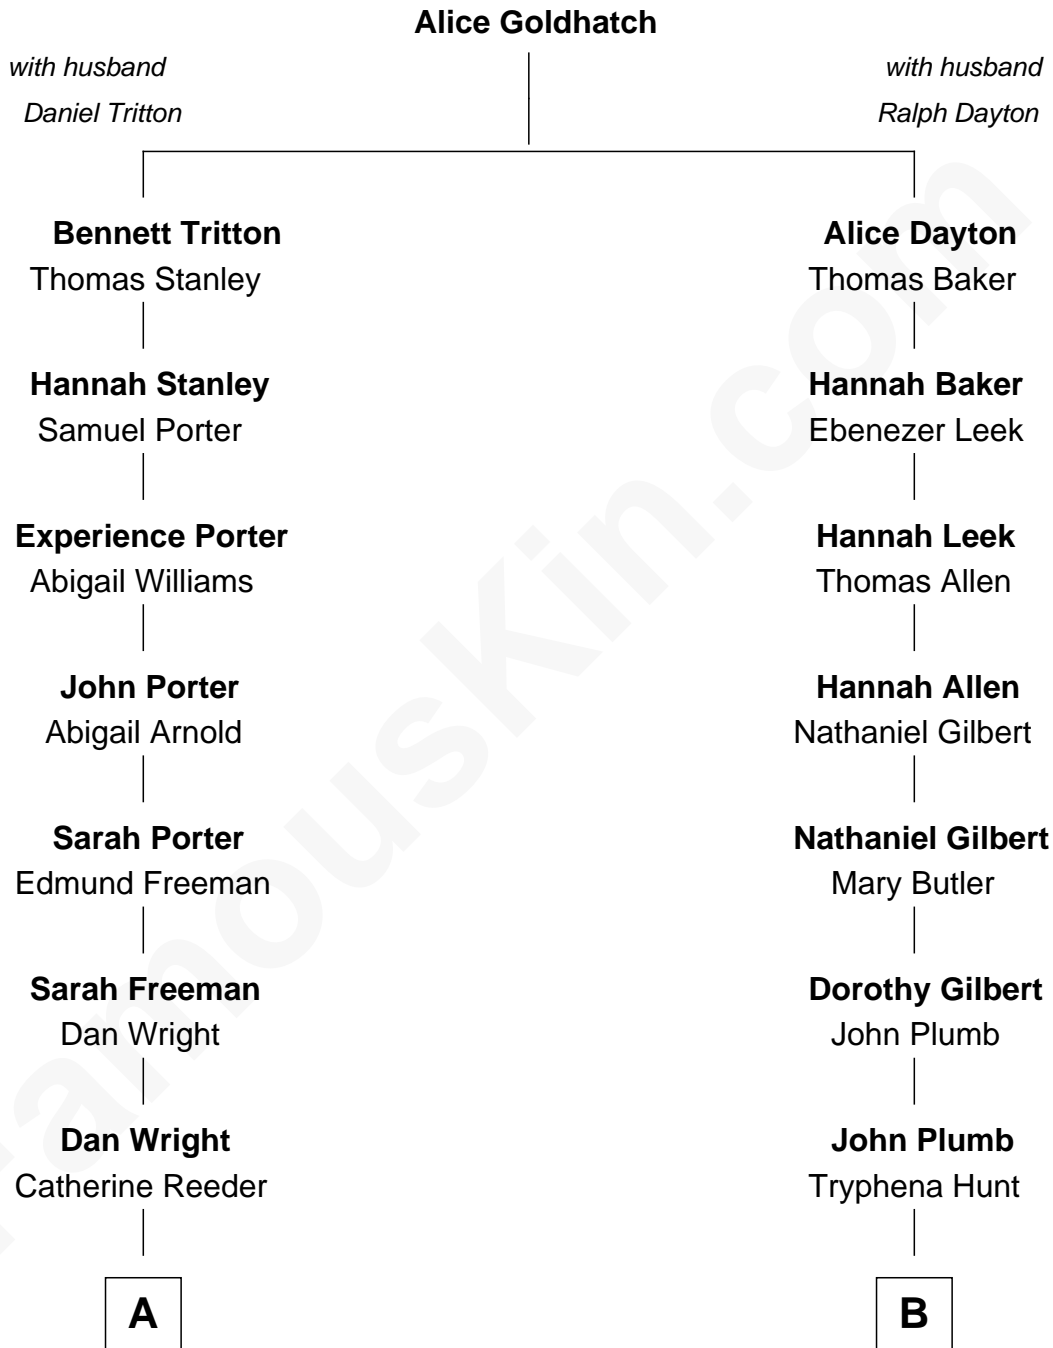 Alice Goldhatch
with husband
Daniel Tritton
with husband
Ralph Dayton
Bennett Tritton
Thomas Stanley
Alice Dayton
Thomas Baker
Hannah Stanley
Samuel Porter
Hannah Baker
Ebenezer Leek
Experience Porter
Abigail Williams
Hannah Leek
Thomas Allen
John Porter
Abigail Arnold
Hannah Allen
Nathaniel Gilbert
Sarah Porter
Edmund Freeman
Nathaniel Gilbert
Mary Butler
Sarah Freeman
Dan Wright
Dorothy Gilbert
John Plumb
Dan Wright
Catherine Reeder
John Plumb
Tryphena Hunt
A
B
FamousKin.com